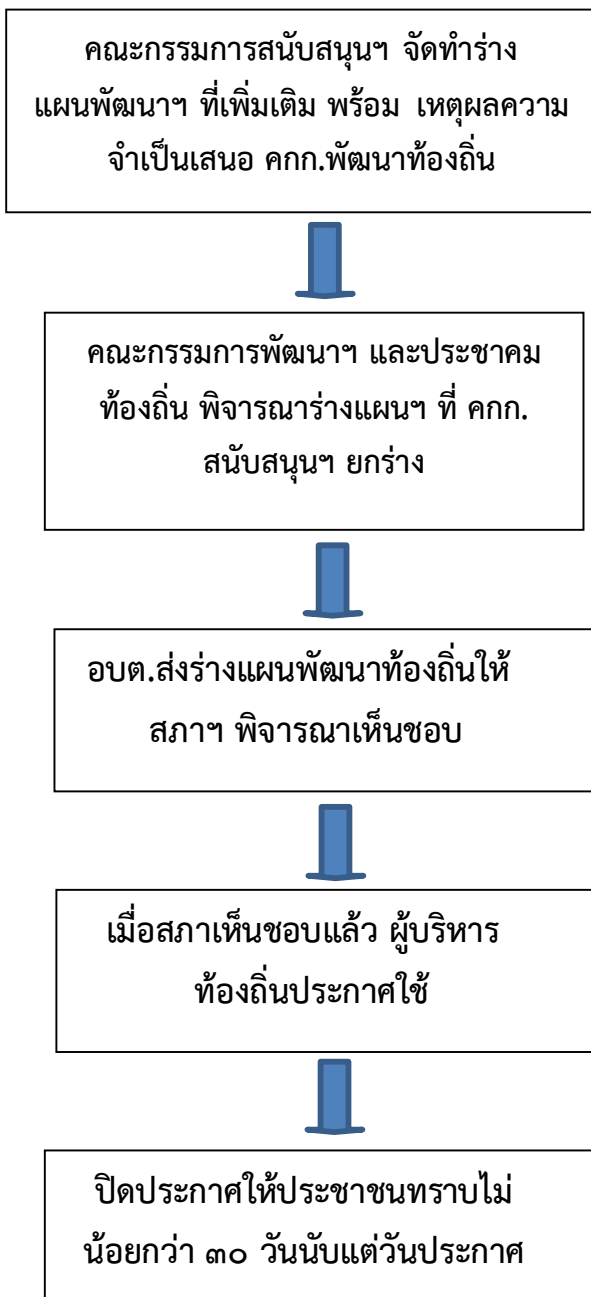 คณะกรรมการสนับสนุนฯ จัดทำร่าง
แผนพัฒนาฯ ที่เพิ่มเติม พร้อม เหตุผลความ
จำเป็นเสนอ คกก.พัฒนาท้องถิ่น
คณะกรรมการพัฒนาฯ และประชาคม
ท้องถิ่น พิจารณาร่างแผนฯ ที่ คกก.
สนับสนุนฯ ยกร่าง
อบต.ส่งร่างแผนพัฒนาท้องถิ่นให้
สภาฯ พิจารณาเห็นชอบ
เมื่อสภาเห็นชอบแล้ว ผู้บริหาร
ท้องถิ่นประกาศใช้
ปิดประกาศให้ประชาชนทราบไม่
น้อยกว่า ๓๐ วันนับแต่วันประกาศ